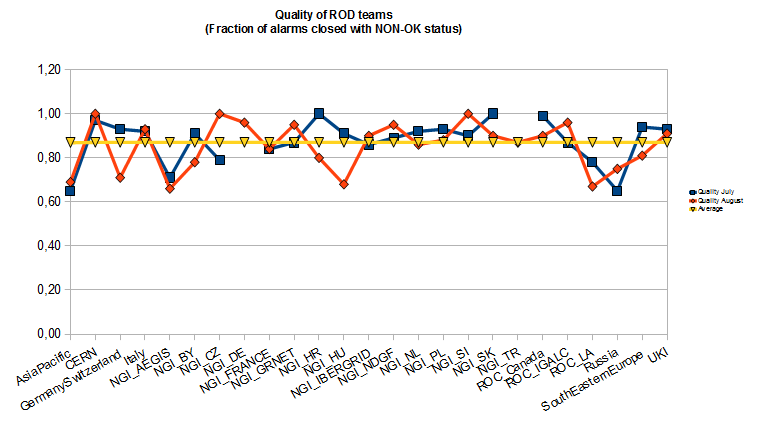 Quality of ROD teams
(Fraction of alarms closed with NON-OK status)
1,20
1,00
0,80
0,60
0,40
0,20
0,00
Quality July
Quality August
Average
AsiaPacific
CERN
GermanySwitzerland
Italy
NGI_AEGIS
NGI_BY
NGI_CZ
NGI_DE
NGI_FRANCE
NGI_GRNET
NGI_HR
NGI_HU
NGI_IBERGRID
NGI_NDGF
NGI_NL
NGI_PL
NGI_SI
NGI_SK
NGI_TR
ROC_Canada
ROC_IGALC
ROC_LA
Russia
SouthEasternEurope
UKI